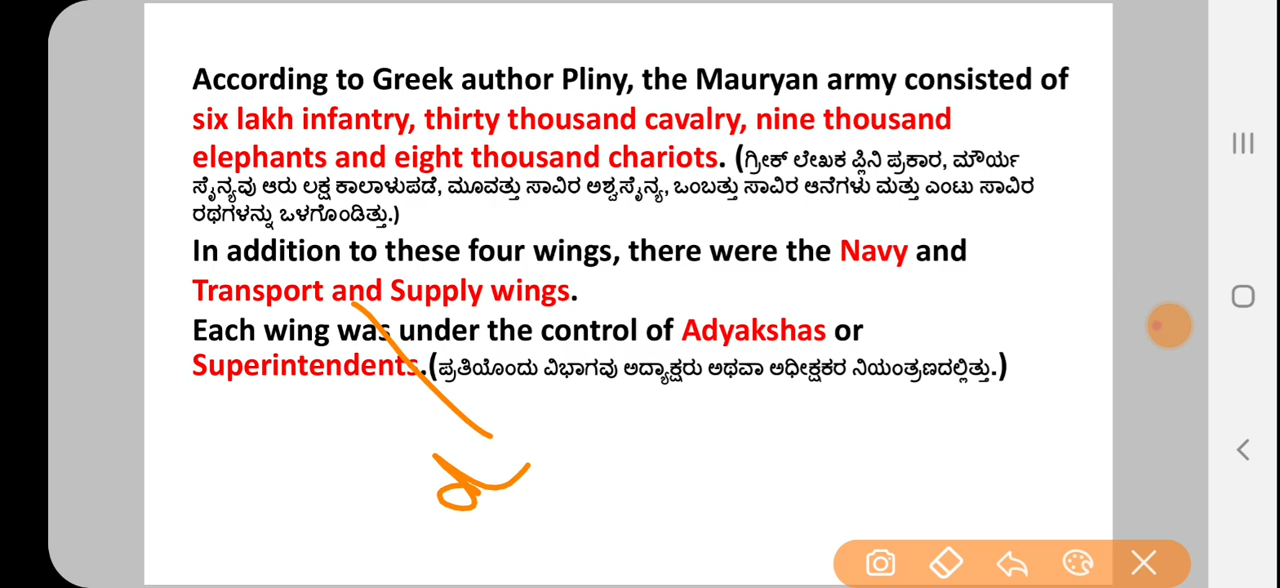 According to Greek author Pliny, the Mauryan army consisted of
six lakh infantry, thirty thousand cavalry, nine thousand
elephants and eight thousand chariots. (ಗ್ರೀಕ್ ಲೇಖಕ ಪ್ಲಿನಿ ಪ್ರಕಾರ, ಮೌರ್ಯ
ಸೈನ್ಯವು ಆರು ಲಕ್ಷ ಕಾಲಾಳುಪಡೆ, ಮೂವತ್ತು ಸಾವಿರ ಅಶ್ವಸೈನ್ಯ, ಒಂಬತ್ತು ಸಾವಿರ ಆನೆಗಳು ಮತ್ತು ಎಂಟು ಸಾವಿರ
ರಥಗಳನ್ನು ಒಳಗೊಂಡಿತ್ತು.)
In addition to these four wings, there were the Navy and
Transport and Supply wings.
Each wing was under the control of Adyakshas or
Superintendents.(ಪ್ರತಿಯೊಂದು ವಿಭಾಗವು ಅದ್ಯಾಕ್ಷರು ಅಥವಾ ಅಧೀಕ್ಷಕರ ನಿಯಂತ್ರಣದಲ್ಲಿತ್ತು.)